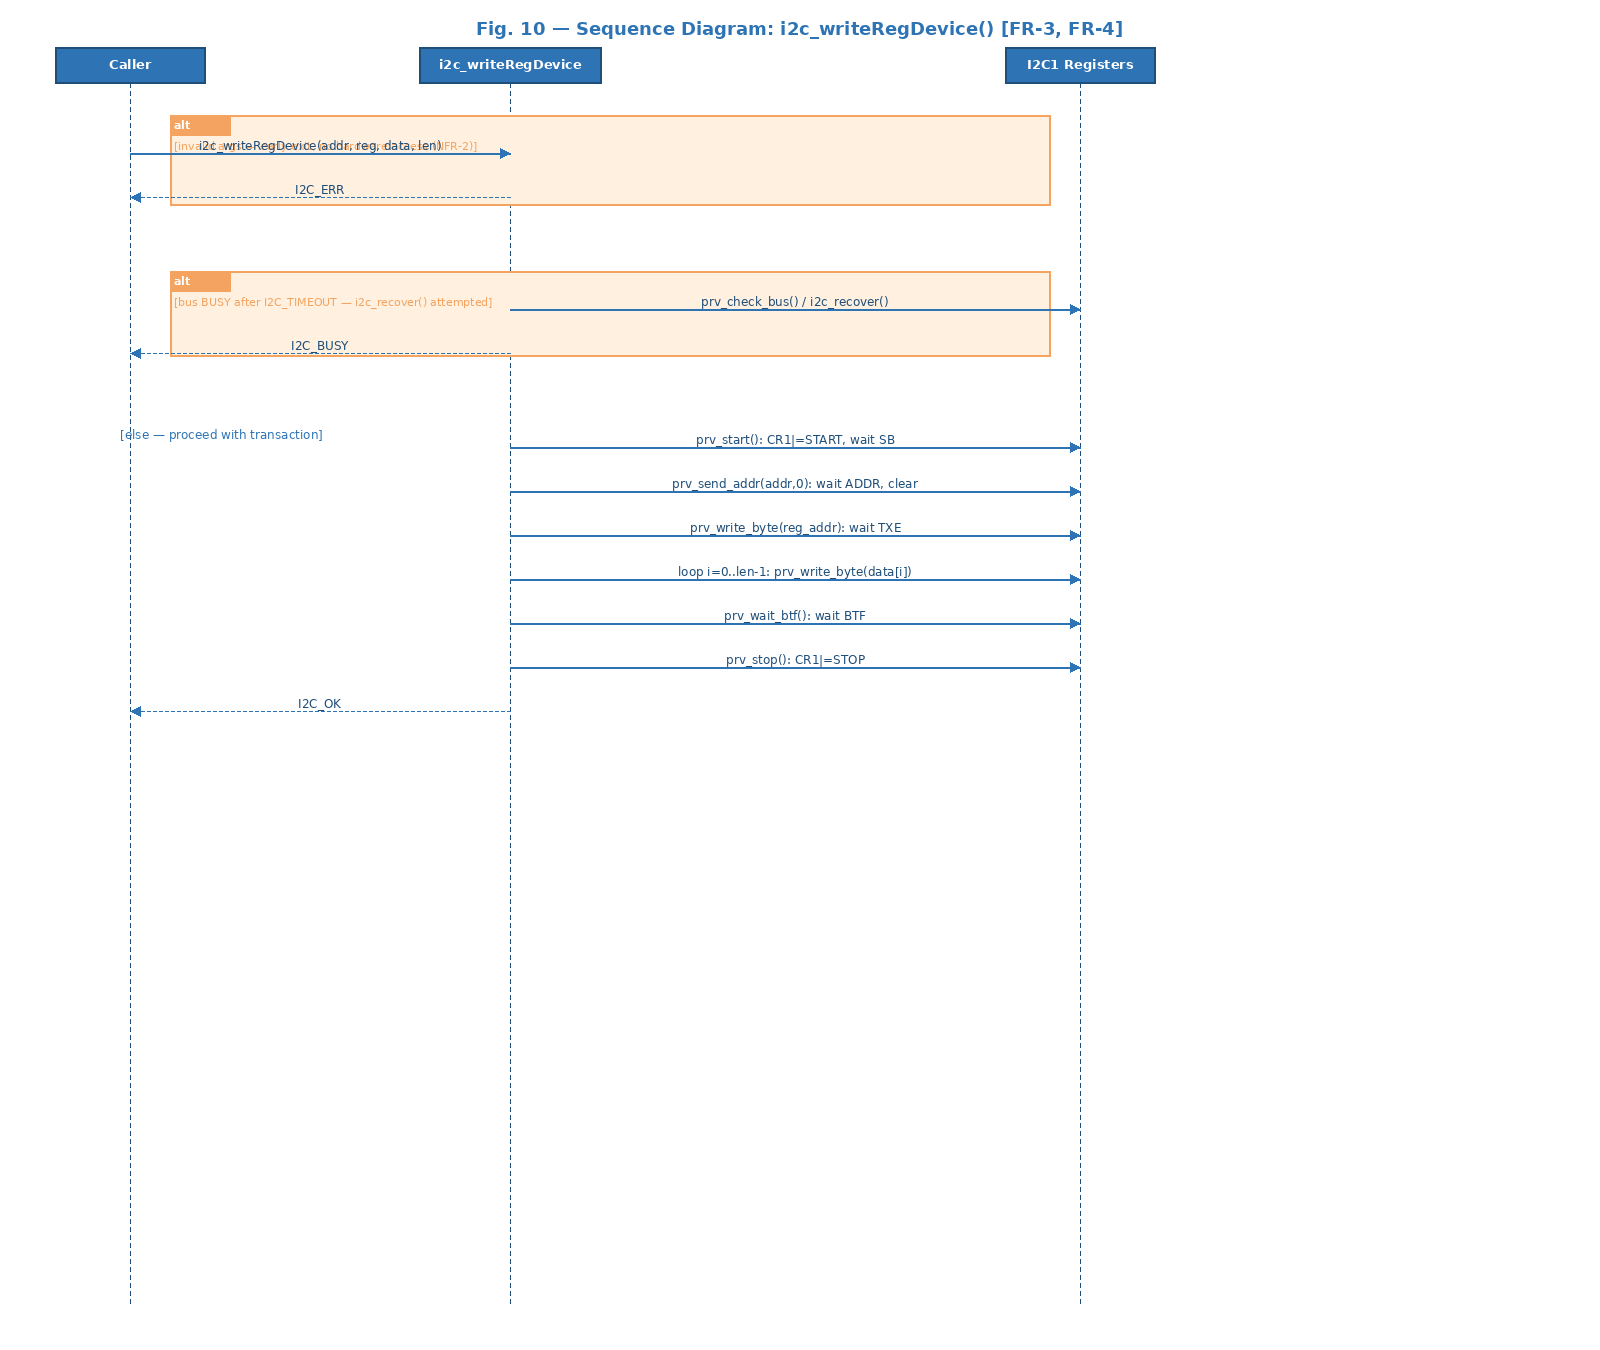 Fig. 10 — Sequence Diagram: i2c_writeRegDevice() [FR-3, FR-4]
Caller
i2c_writeRegDevice
I2C1 Registers
alt
i2c_writeRegDevice(addr, reg, data, len)
I2C_ERR
alt
[bus BUSY after I2C_TIMEOUT — i2c_recover() attempted]
prv_check_bus() / i2c_recover()
I2C_BUSY
[else — proceed with transaction]
prv_start(): CR1|=START, wait SB
prv_send_addr(addr,0): wait ADDR, clear
prv_write_byte(reg_addr): wait TXE
loop i=0..len-1: prv_write_byte(data[i])
prv_wait_btf(): wait BTF
prv_stop(): CR1|=STOP
I2C_OK